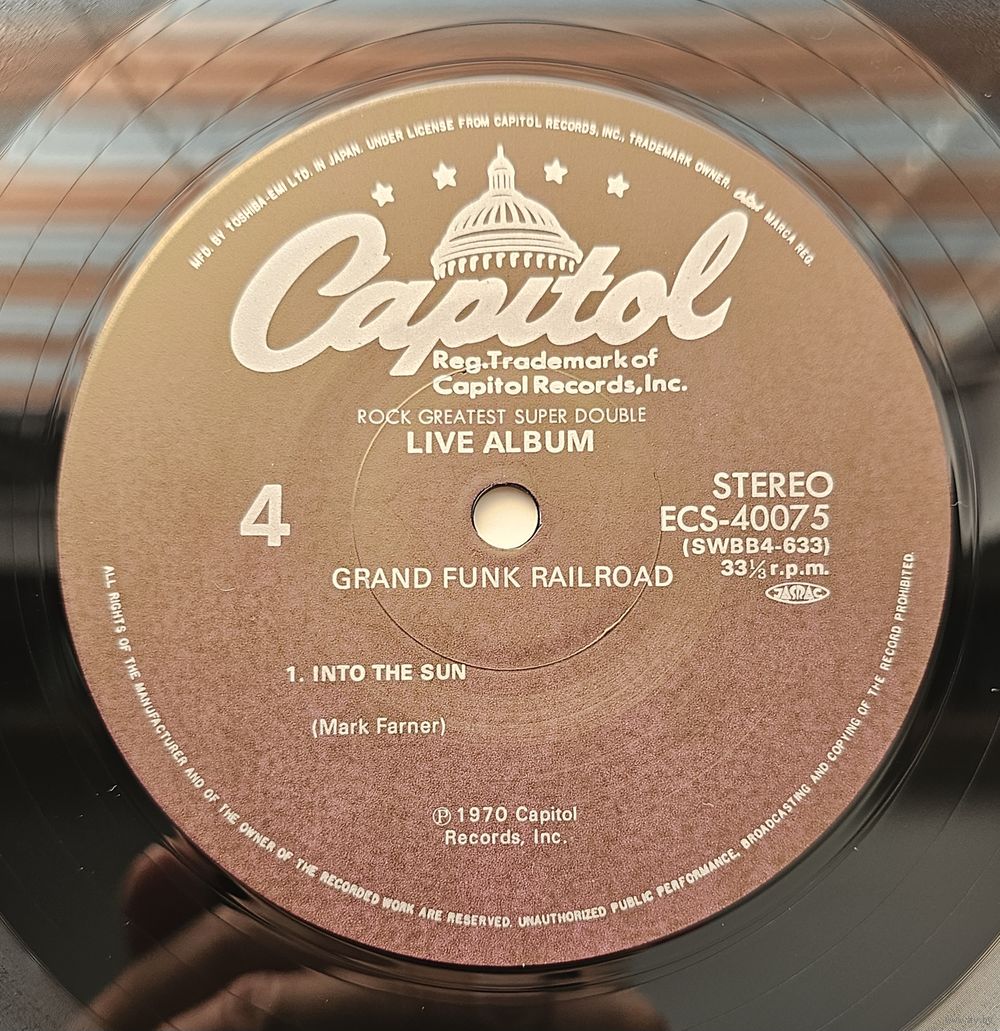 MFD. BY TOSHIBA-EMI LTD. IN JAPAN. UNDER LICENSE FROM CAPITOL RECORDS, INC., TRADEMARK OWNER. MARCA REG.
Capitol
Reg.Trademark of
Capitol Records,Inc.
ROCK GREATEST SUPER DOUBLE
LIVE ALBUM
4
STEREO
ECS-40075
(SWBB4-633)
33⅓ r.p.m.
JASRAC
GRAND FUNK RAILROAD
1. INTO THE SUN
(Mark Farner)
℗ 1970 Capitol
Records, Inc.
ALL RIGHTS OF THE MANUFACTURER AND OF THE OWNER OF THE RECORDED WORK ARE RESERVED. UNAUTHORIZED PUBLIC PERFORMANCE, BROADCASTING AND COPYING OF THE RECORD PROHIBITED.